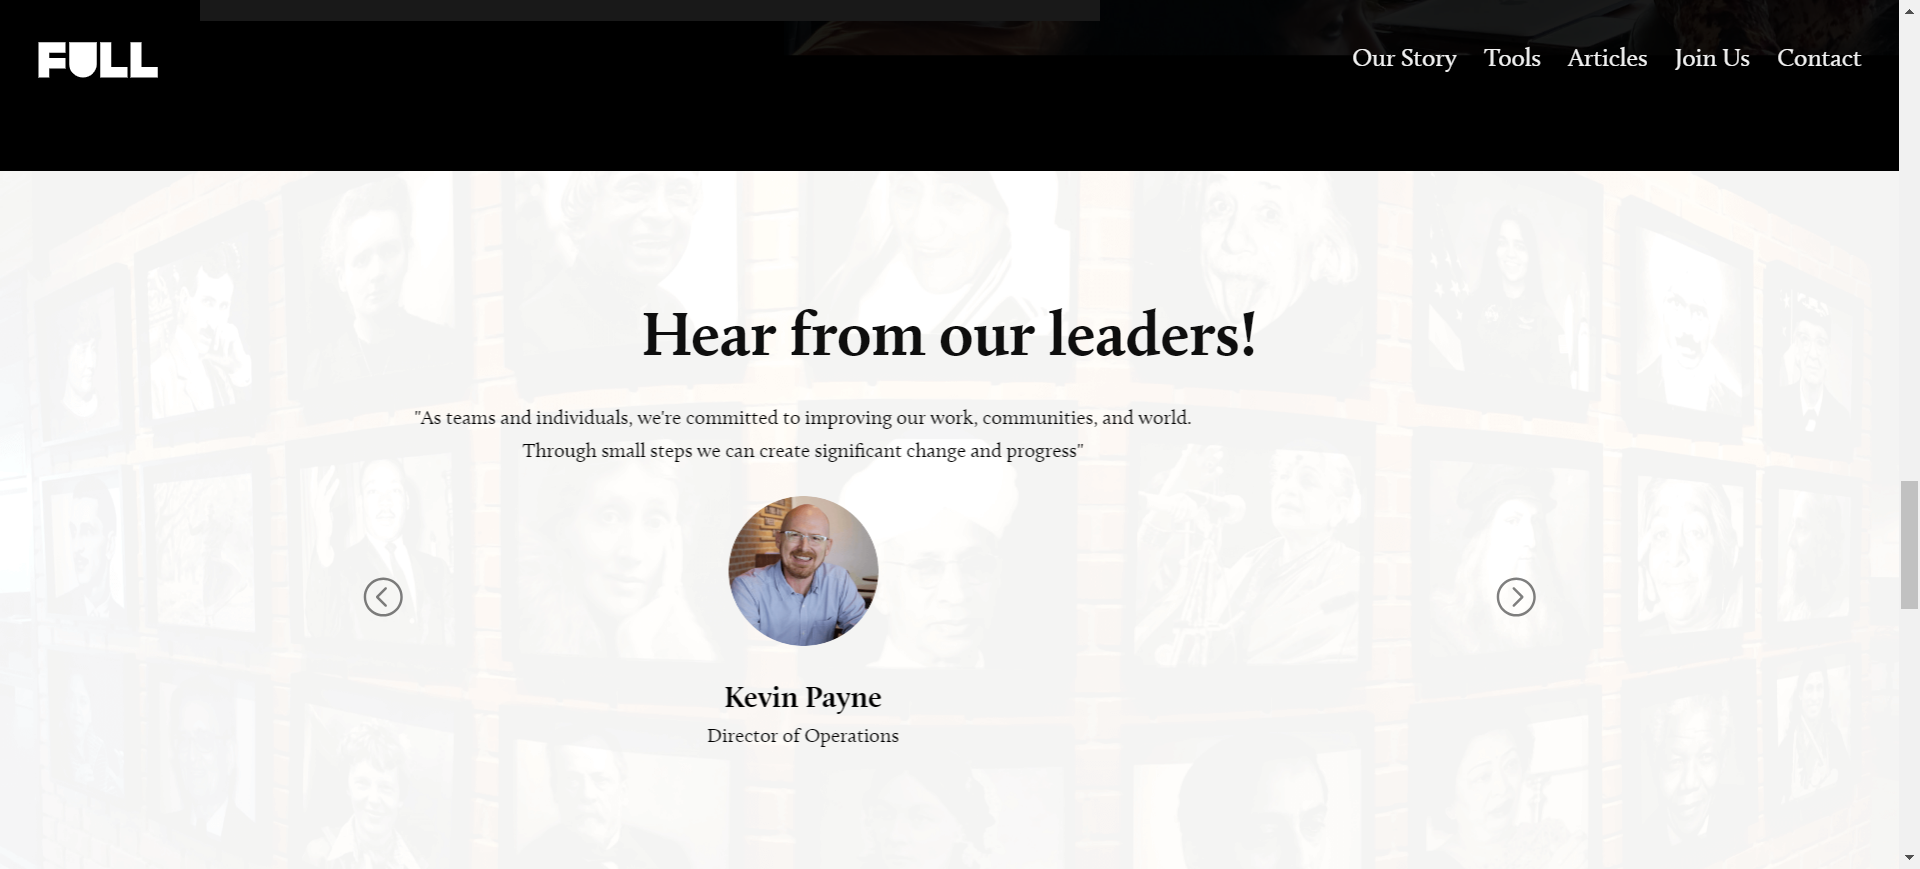 FULL
Our Story Tools Articles Join Us Contact
Hear from our leaders!
"As teams and individuals, we're committed to improving our work, communities, and world.
Through small steps we can create significant change and progress"
Kevin Payne
Director of Operations